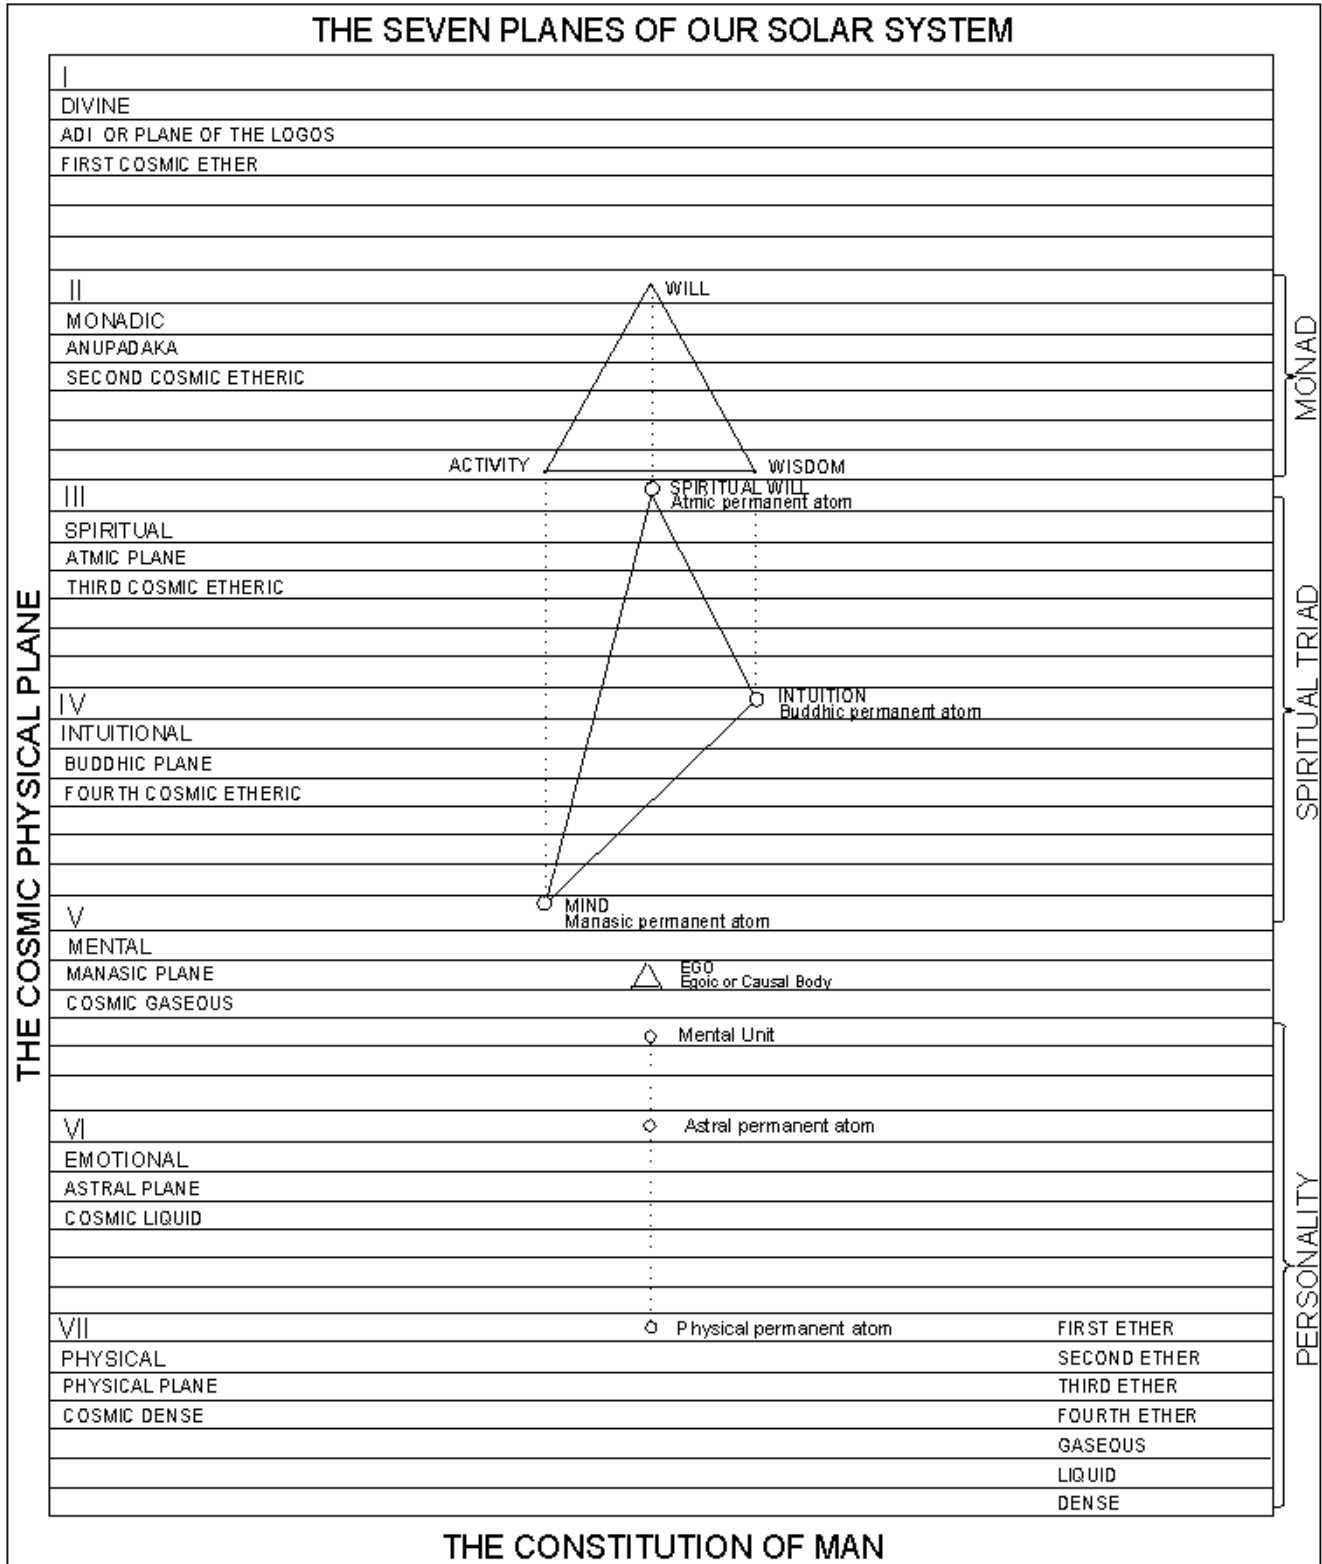 THE SEVEN PLANES OF OUR SOLAR SYSTEM
THE COSMIC PHYSICAL PLANE
I
DIVINE
ADI OR PLANE OF THE LOGOS
FIRST COSMIC ETHER
II
WILL
MONADIC
ANUPADAKA
SECOND COSMIC ETHERIC
MONAD
ACTIVITY
WISDOM
III
SPIRITUAL WILL
Atmic permanent atom
SPIRITUAL
ATMIC PLANE
THIRD COSMIC ETHERIC
SPIRITUAL TRIAD
IV
INTUITION
Buddhic permanent atom
INTUITIONAL
BUDDHIC PLANE
FOURTH COSMIC ETHERIC
V
MIND
Manasic permanent atom
MENTAL
MANASIC PLANE
EGO
Egoic or Causal Body
COSMIC GASEOUS
Mental Unit
VI
Astral permanent atom
EMOTIONAL
ASTRAL PLANE
COSMIC LIQUID
PERSONALITY
VII
Physical permanent atom
FIRST ETHER
PHYSICAL
SECOND ETHER
PHYSICAL PLANE
THIRD ETHER
COSMIC DENSE
FOURTH ETHER
GASEOUS
LIQUID
DENSE
THE CONSTITUTION OF MAN